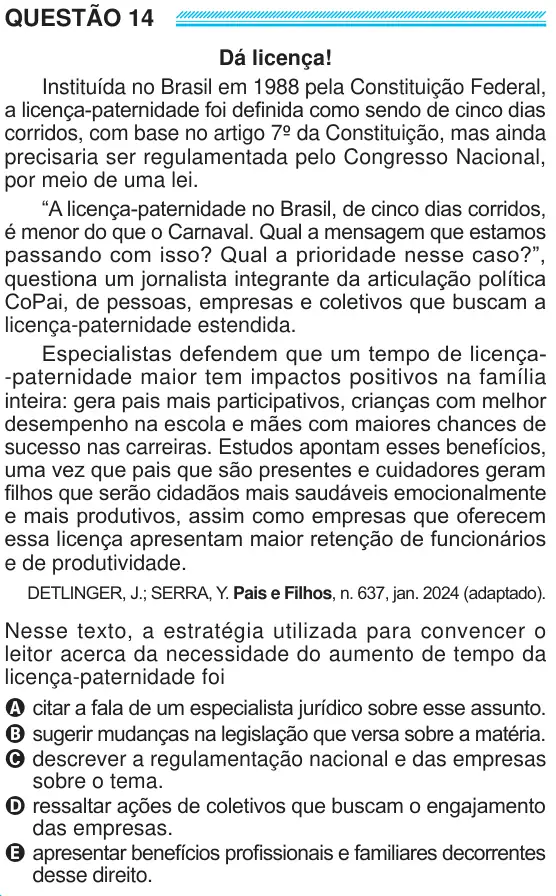 QUESTÃO 14
Dá licença!
Instituída no Brasil em 1988 pela Constituição Federal,
a licença-paternidade foi definida como sendo de cinco dias
corridos, com base no artigo 7º da Constituição, mas ainda
precisaria ser regulamentada pelo Congresso Nacional,
por meio de uma lei.
“A licença-paternidade no Brasil, de cinco dias corridos,
é menor do que o Carnaval. Qual a mensagem que estamos
passando com isso? Qual a prioridade nesse caso?”,
questiona um jornalista integrante da articulação política
CoPai, de pessoas, empresas e coletivos que buscam a
licença-paternidade estendida.
Especialistas defendem que um tempo de licença-
-paternidade maior tem impactos positivos na família
inteira: gera pais mais participativos, crianças com melhor
desempenho na escola e mães com maiores chances de
sucesso nas carreiras. Estudos apontam esses benefícios,
uma vez que pais que são presentes e cuidadores geram
filhos que serão cidadãos mais saudáveis emocionalmente
e mais produtivos, assim como empresas que oferecem
essa licença apresentam maior retenção de funcionários
e de produtividade.
DETLINGER, J.; SERRA, Y. Pais e Filhos, n. 637, jan. 2024 (adaptado).
Nesse texto, a estratégia utilizada para convencer o
leitor acerca da necessidade do aumento de tempo da
licença-paternidade foi
A citar a fala de um especialista jurídico sobre esse assunto.
B sugerir mudanças na legislação que versa sobre a matéria.
C descrever a regulamentação nacional e das empresas
sobre o tema.
D ressaltar ações de coletivos que buscam o engajamento
das empresas.
E apresentar benefícios profissionais e familiares decorrentes
desse direito.